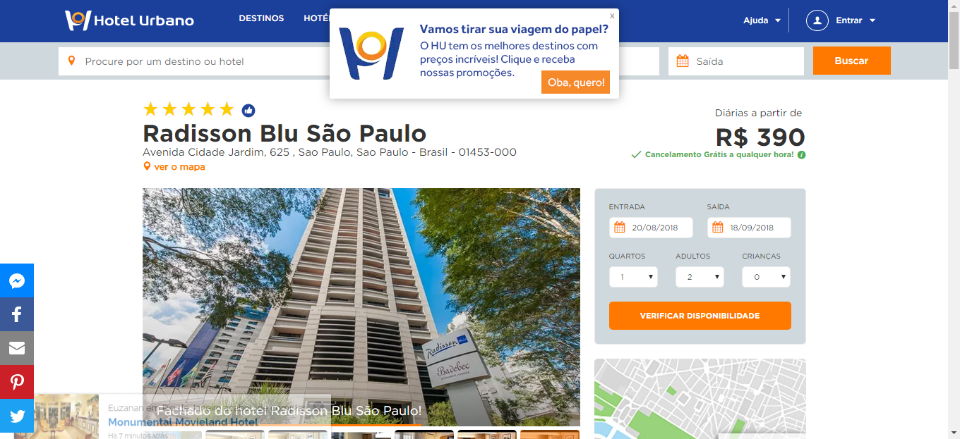 Hotel Urbano
DESTINOS
HOTÉ
Ajuda
Entrar
x
Vamos tirar sua viagem do papel?
O HU tem os melhores destinos com
preços incríveis! Clique e receba
nossas promoções.
Oba, quero!
Procure por um destino ou hotel
Saída
Buscar
Radisson Blu São Paulo
Avenida Cidade Jardim, 625 , Sao Paulo, Sao Paulo - Brasil - 01453-000
ver o mapa
Diárias a partir de
R$ 390
Cancelamento Grátis a qualquer hora!
Radisson
Badebec
ENTRADA
SAÍDA
20/08/2018
18/09/2018
QUARTOS
ADULTOS
CRIANÇAS
1
2
0
VERIFICAR DISPONIBILIDADE
Euzanan
Monumental Movieland Hotel
Há 7 minutos
Fachado do hotel Radisson Blu São Paulo!